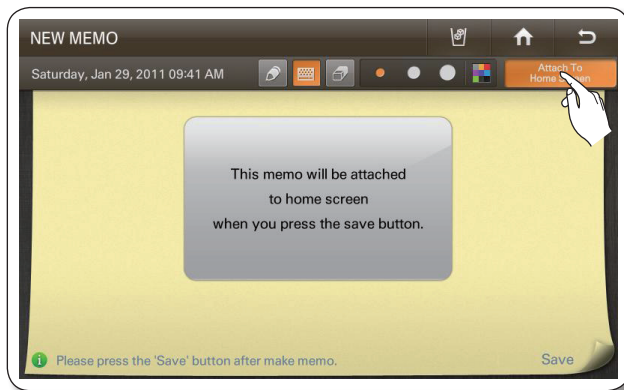 NEW MEMO
Saturday, Jan 29, 2011 09:41 AM
Attach To
Home Screen
This memo will be attached
to home screen
when you press the save button.
Please press the 'Save' button after make memo.
Save